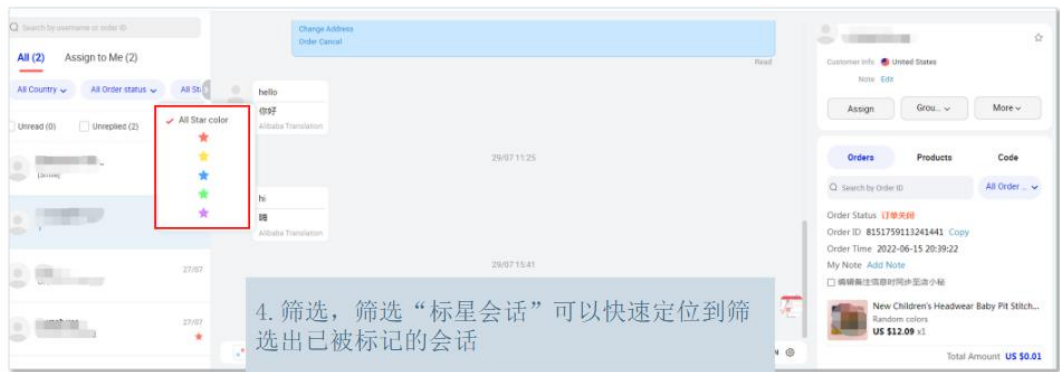 Search by username or order ID
All (2)
Assign to Me (2)
All Country
All Order status
All St
Unread (0)
Unreplied (2)
All Star color
[Smile]
27/07
27/07
Change Address
Order Cancel
Read
hello
你好
Alibaba Translation
29/07 11:25
hi
嗨
Alibaba Translation
29/07 15:41
4. 筛选，筛选“标星会话”可以快速定位到筛
选出已被标记的会话
Customer info United States
Note Edit
Assign
Grou...
More
Orders
Products
Code
Search by Order ID
All Order ...
Order Status 订单关闭
Order ID 8151759113241441 Copy
Order Time 2022-06-15 20:39:22
My Note Add Note
编辑备注信息时同步至店小秘
New Children's Headwear Baby Pit Stitch...
Random colors
US $12.09 x1
Total Amount US $0.01